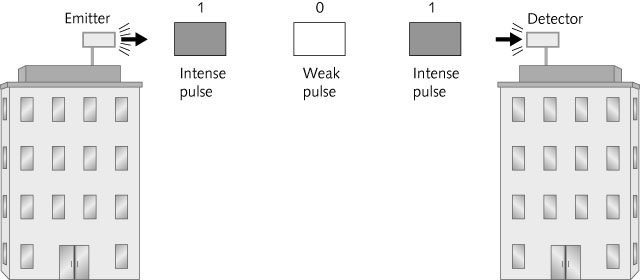 1 0 1
Emitter
Detector
Intense
pulse
Weak
pulse
Intense
pulse